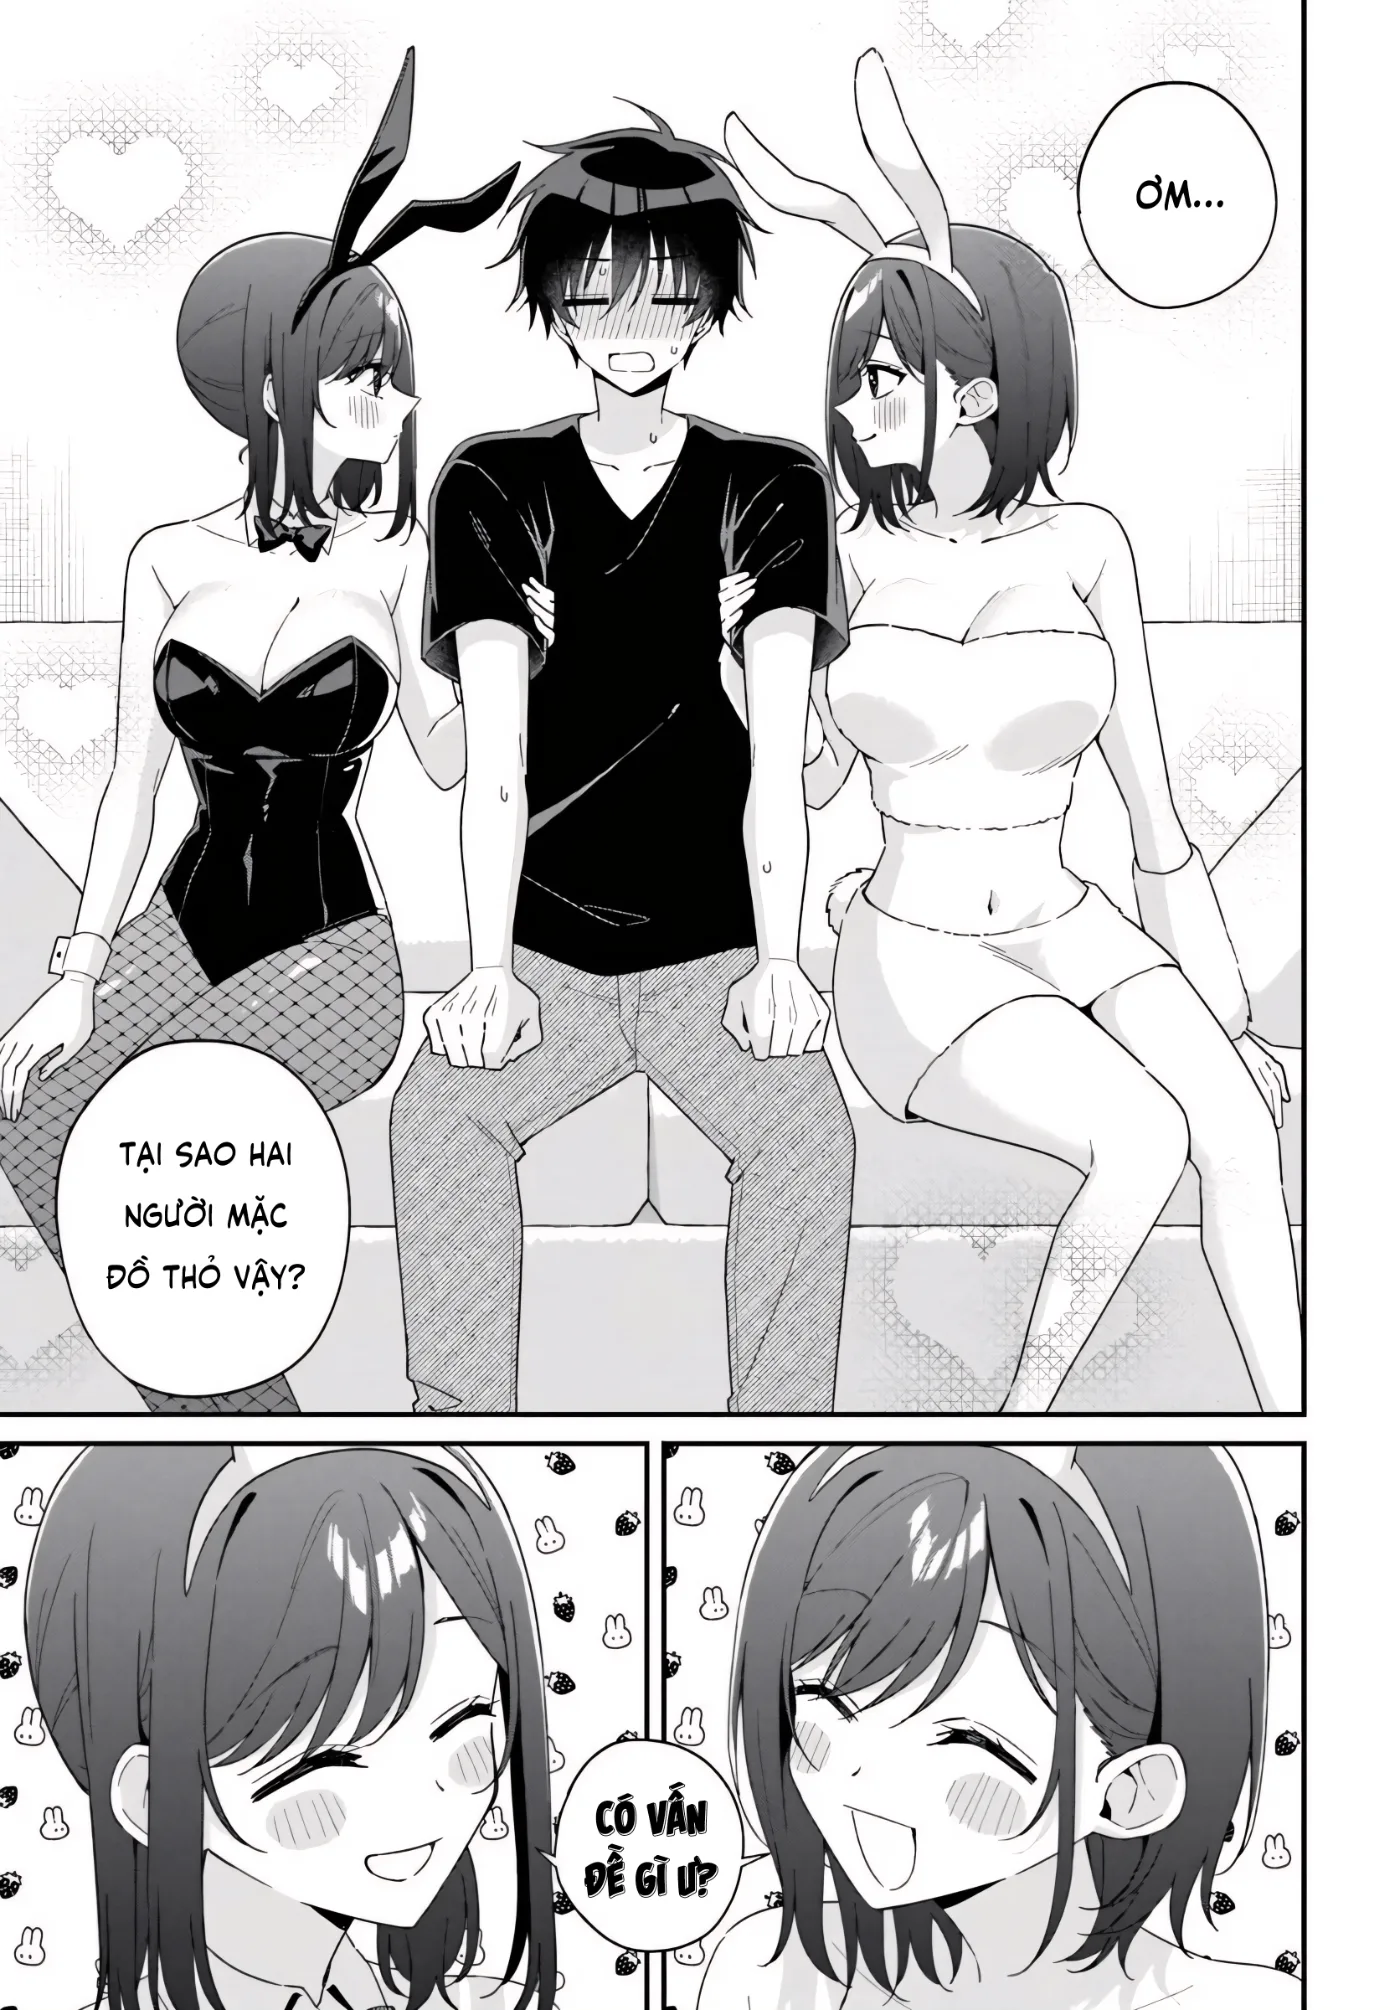 ƠM...
TẠI SAO HAI
NGƯỜI MẶC
ĐỒ THỎ VẬY?
CÓ VẤN
ĐỀ GÌ Ư?